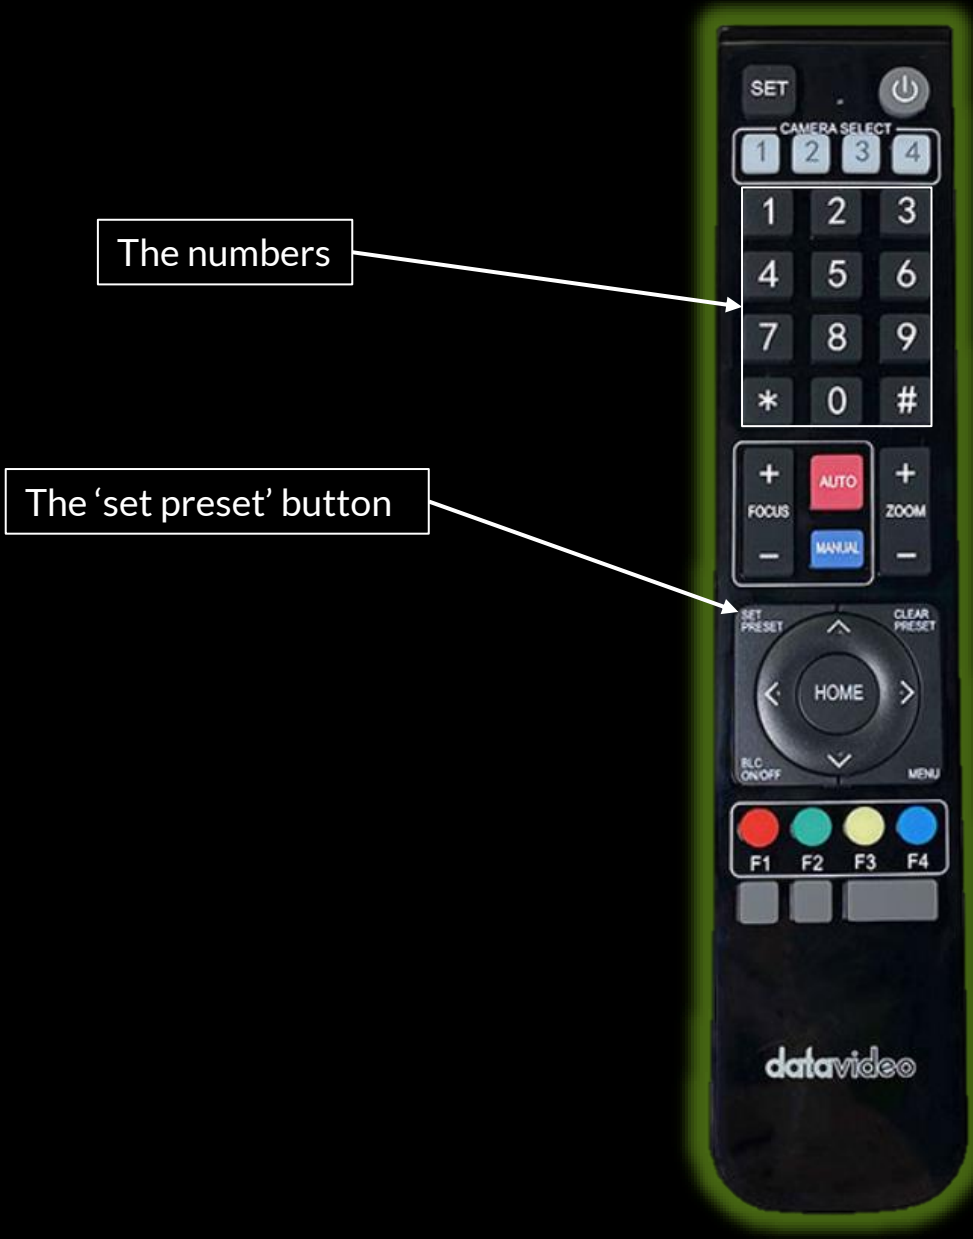 SET
CAMERA SELECT
1 2 3 4
1 2 3
The numbers
4 5 6
7 8 9
* 0 #
+ AUTO +
The ‘set preset’ button
FOCUS ZOOM
- MANUAL -
SET PRESET
CLEAR PRESET
HOME
BLC ON/OFF
MENU
F1 F2 F3 F4
datavideo